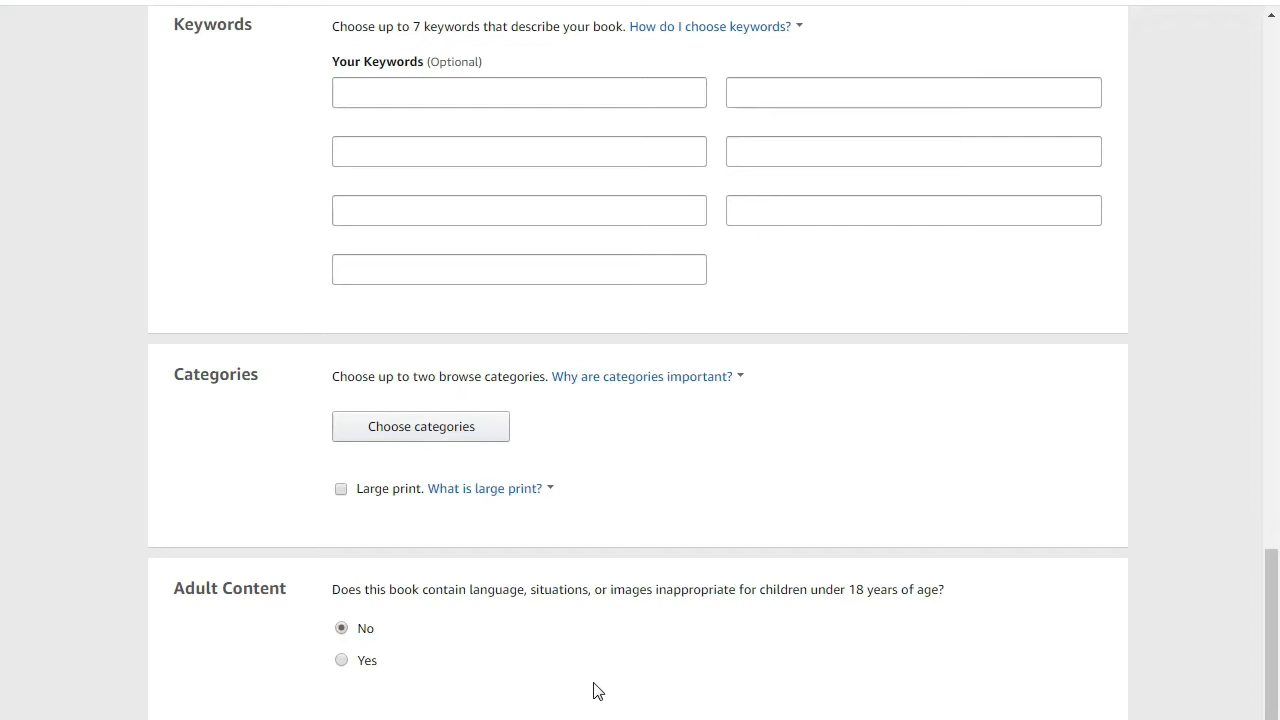 Keywords
Choose up to 7 keywords that describe your book. How do I choose keywords?
Your Keywords (Optional)
Categories
Choose up to two browse categories. Why are categories important?
Choose categories
Large print. What is large print?
Adult Content
Does this book contain language, situations, or images inappropriate for children under 18 years of age?
No
Yes